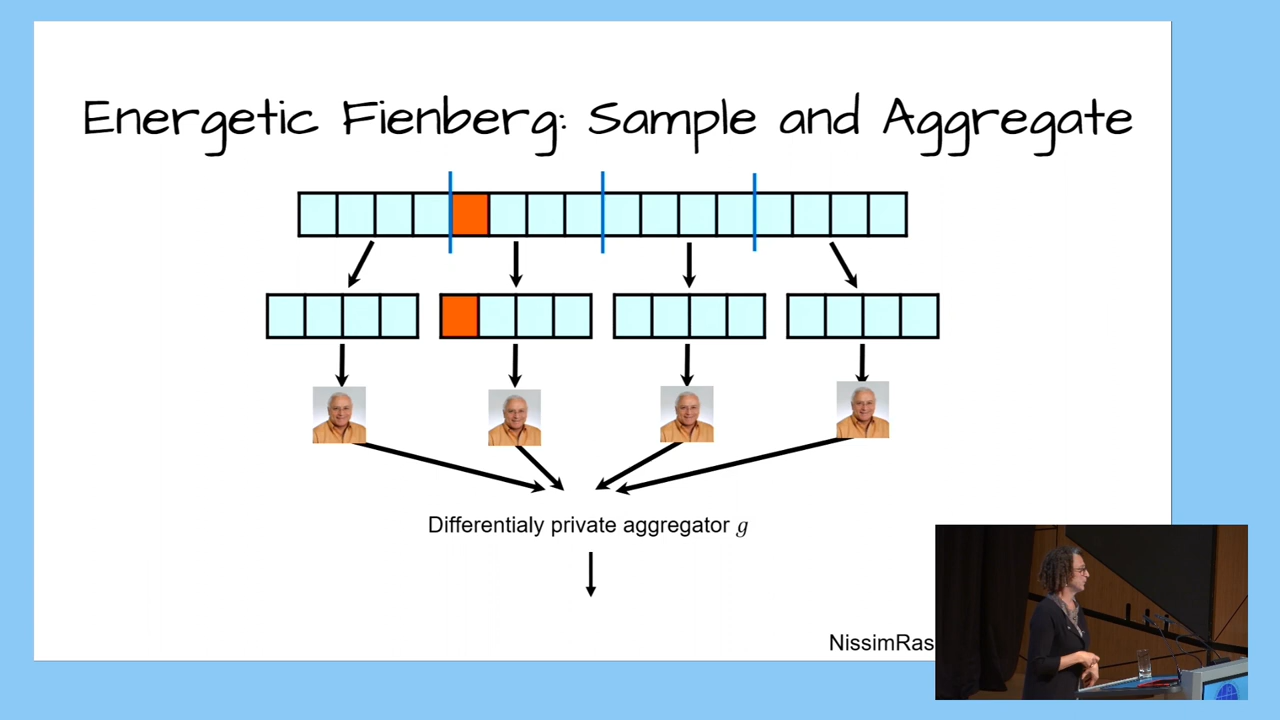 Energetic Fienberg: Sample and Aggregate
Differentialy private aggregator g
NissimRas